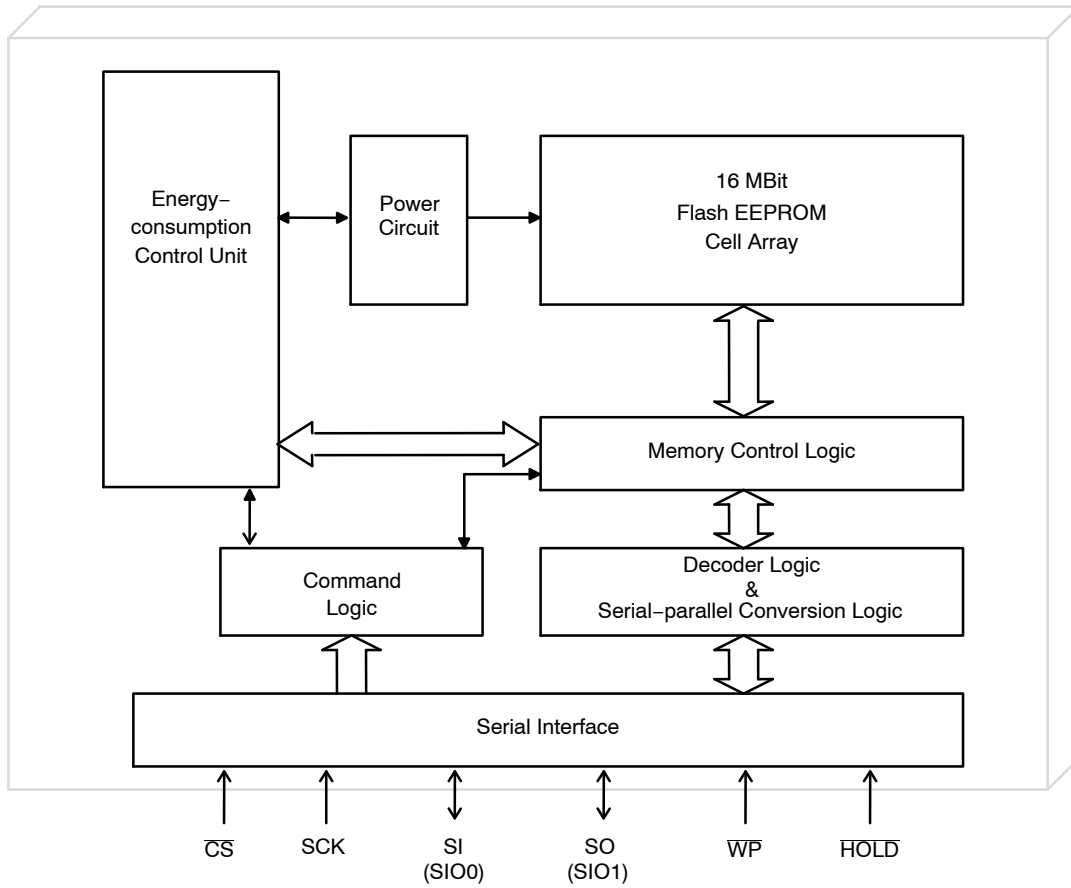 Energy−
consumption
Control Unit
Power
Circuit
16 MBit
Flash EEPROM
Cell Array
Memory Control Logic
Command
Logic
Decoder Logic
&
Serial−parallel Conversion Logic
Serial Interface
CS
SCK
SI
(SIO0)
SO
(SIO1)
WP
HOLD